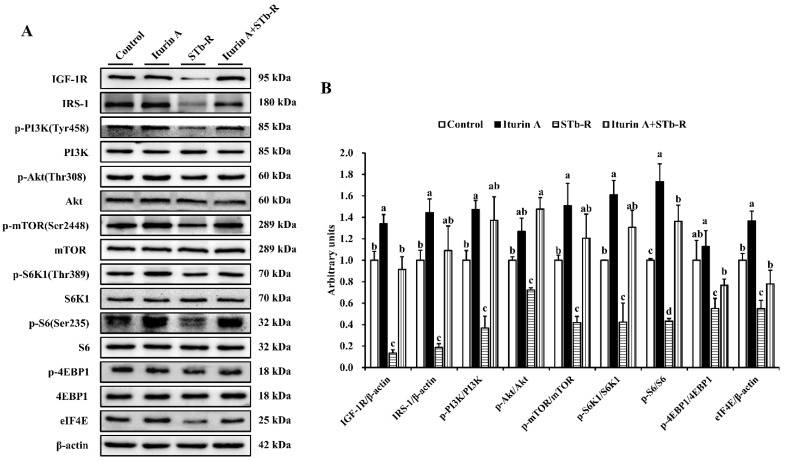 A
Control Iturin A STb-R Iturin A+STb-R
IGF-1R 95 kDa
IRS-1 180 kDa
p-PI3K(Tyr458) 85 kDa
PI3K 85 kDa
p-Akt(Thr308) 60 kDa
Akt 60 kDa
p-mTOR(Ser2448) 289 kDa
mTOR 289 kDa
p-S6K1(Thr389) 70 kDa
S6K1 70 kDa
p-S6(Ser235) 32 kDa
S6 32 kDa
p-4EBP1 18 kDa
4EBP1 18 kDa
eIF4E 25 kDa
β-actin 42 kDa
B
Control Iturin A STb-R Iturin A+STb-R
Arbitrary units
2.0
1.8
1.6
1.4
1.2
1.0
0.8
0.6
0.4
0.2
0.0
b a c b
b a c ab
b a c ab
b ab c a
b a c ab
b a c ab
c a d b
ab a c bc
b a c bc
IGF-1R/β-actin
IRS-1/β-actin
p-PI3K/PI3K
p-Akt/Akt
p-mTOR/mTOR
p-S6K1/S6K1
p-S6/S6
p-4EBP1/4EBP1
eIF4E/β-actin